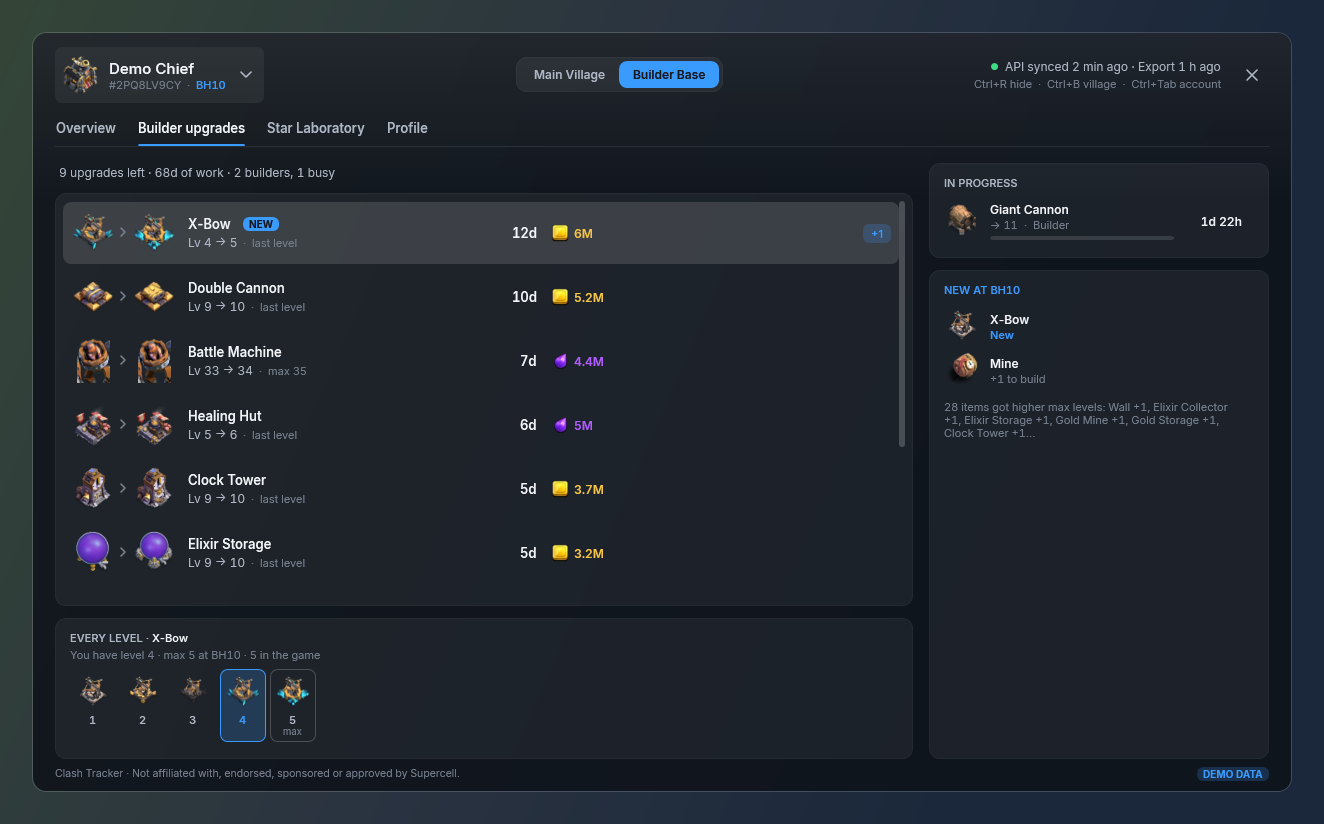 Demo Chief
#2PQ8LV9CY · BH10
Main Village
Builder Base
API synced 2 min ago · Export 1 h ago
Ctrl+R hide · Ctrl+B village · Ctrl+Tab account
Overview
Builder upgrades
Star Laboratory
Profile
9 upgrades left · 68d of work · 2 builders, 1 busy
X-Bow NEW
Lv 4 → 5 · last level
12d
6M
+1
Double Cannon
Lv 9 → 10 · last level
10d
5.2M
Battle Machine
Lv 33 → 34 · max 35
7d
4.4M
Healing Hut
Lv 5 → 6 · last level
6d
5M
Clock Tower
Lv 9 → 10 · last level
5d
3.7M
Elixir Storage
Lv 9 → 10 · last level
5d
3.2M
EVERY LEVEL · X-Bow
You have level 4 · max 5 at BH10 · 5 in the game
1
2
3
4
5
max
IN PROGRESS
Giant Cannon
→ 11 · Builder
1d 22h
NEW AT BH10
X-Bow
New
Mine
+1 to build
28 items got higher max levels: Wall +1, Elixir Collector
+1, Elixir Storage +1, Gold Mine +1, Gold Storage +1,
Clock Tower +1...
Clash Tracker · Not affiliated with, endorsed, sponsored or approved by Supercell.
DEMO DATA